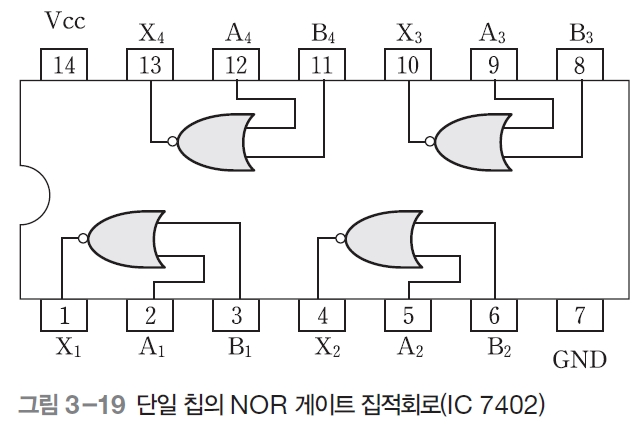 Vcc X₄ A₄ B₄ X₃ A₃ B₃
14 13 12 11 10 9 8
1 2 3 4 5 6 7
X₁ A₁ B₁ X₂ A₂ B₂ GND
그림 3-19 단일 칩의 NOR 게이트 집적회로(IC 7402)